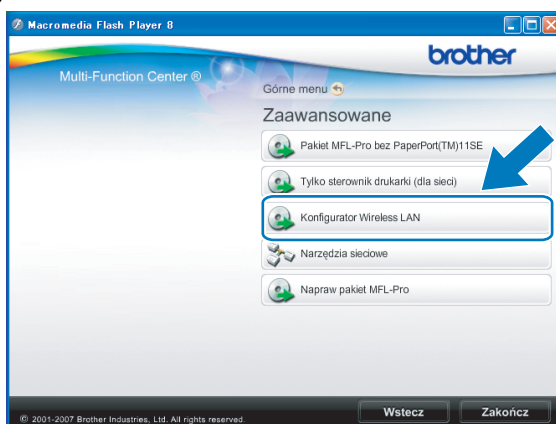 Macromedia Flash Player 8
brother
Multi-Function Center ®
Górne menu
Zaawansowane
Pakiet MFL-Pro bez PaperPort(TM)11SE
Tylko sterownik drukarki (dla sieci)
Konfigurator Wireless LAN
Narzędzia sieciowe
Napraw pakiet MFL-Pro
© 2001-2007 Brother Industries, Ltd. All rights reserved.
Wstecz
Zakończ